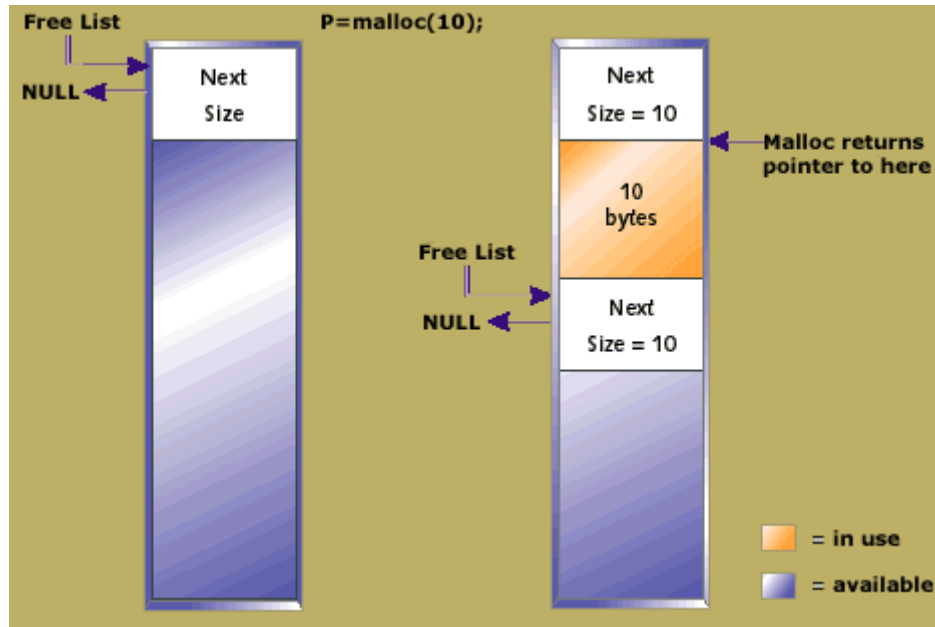 Free List
NULL
Next
Size
P=malloc(10);
Next
Size = 10
Malloc returns
pointer to here
10
bytes
Free List
NULL
Next
Size = 10
= in use
= available